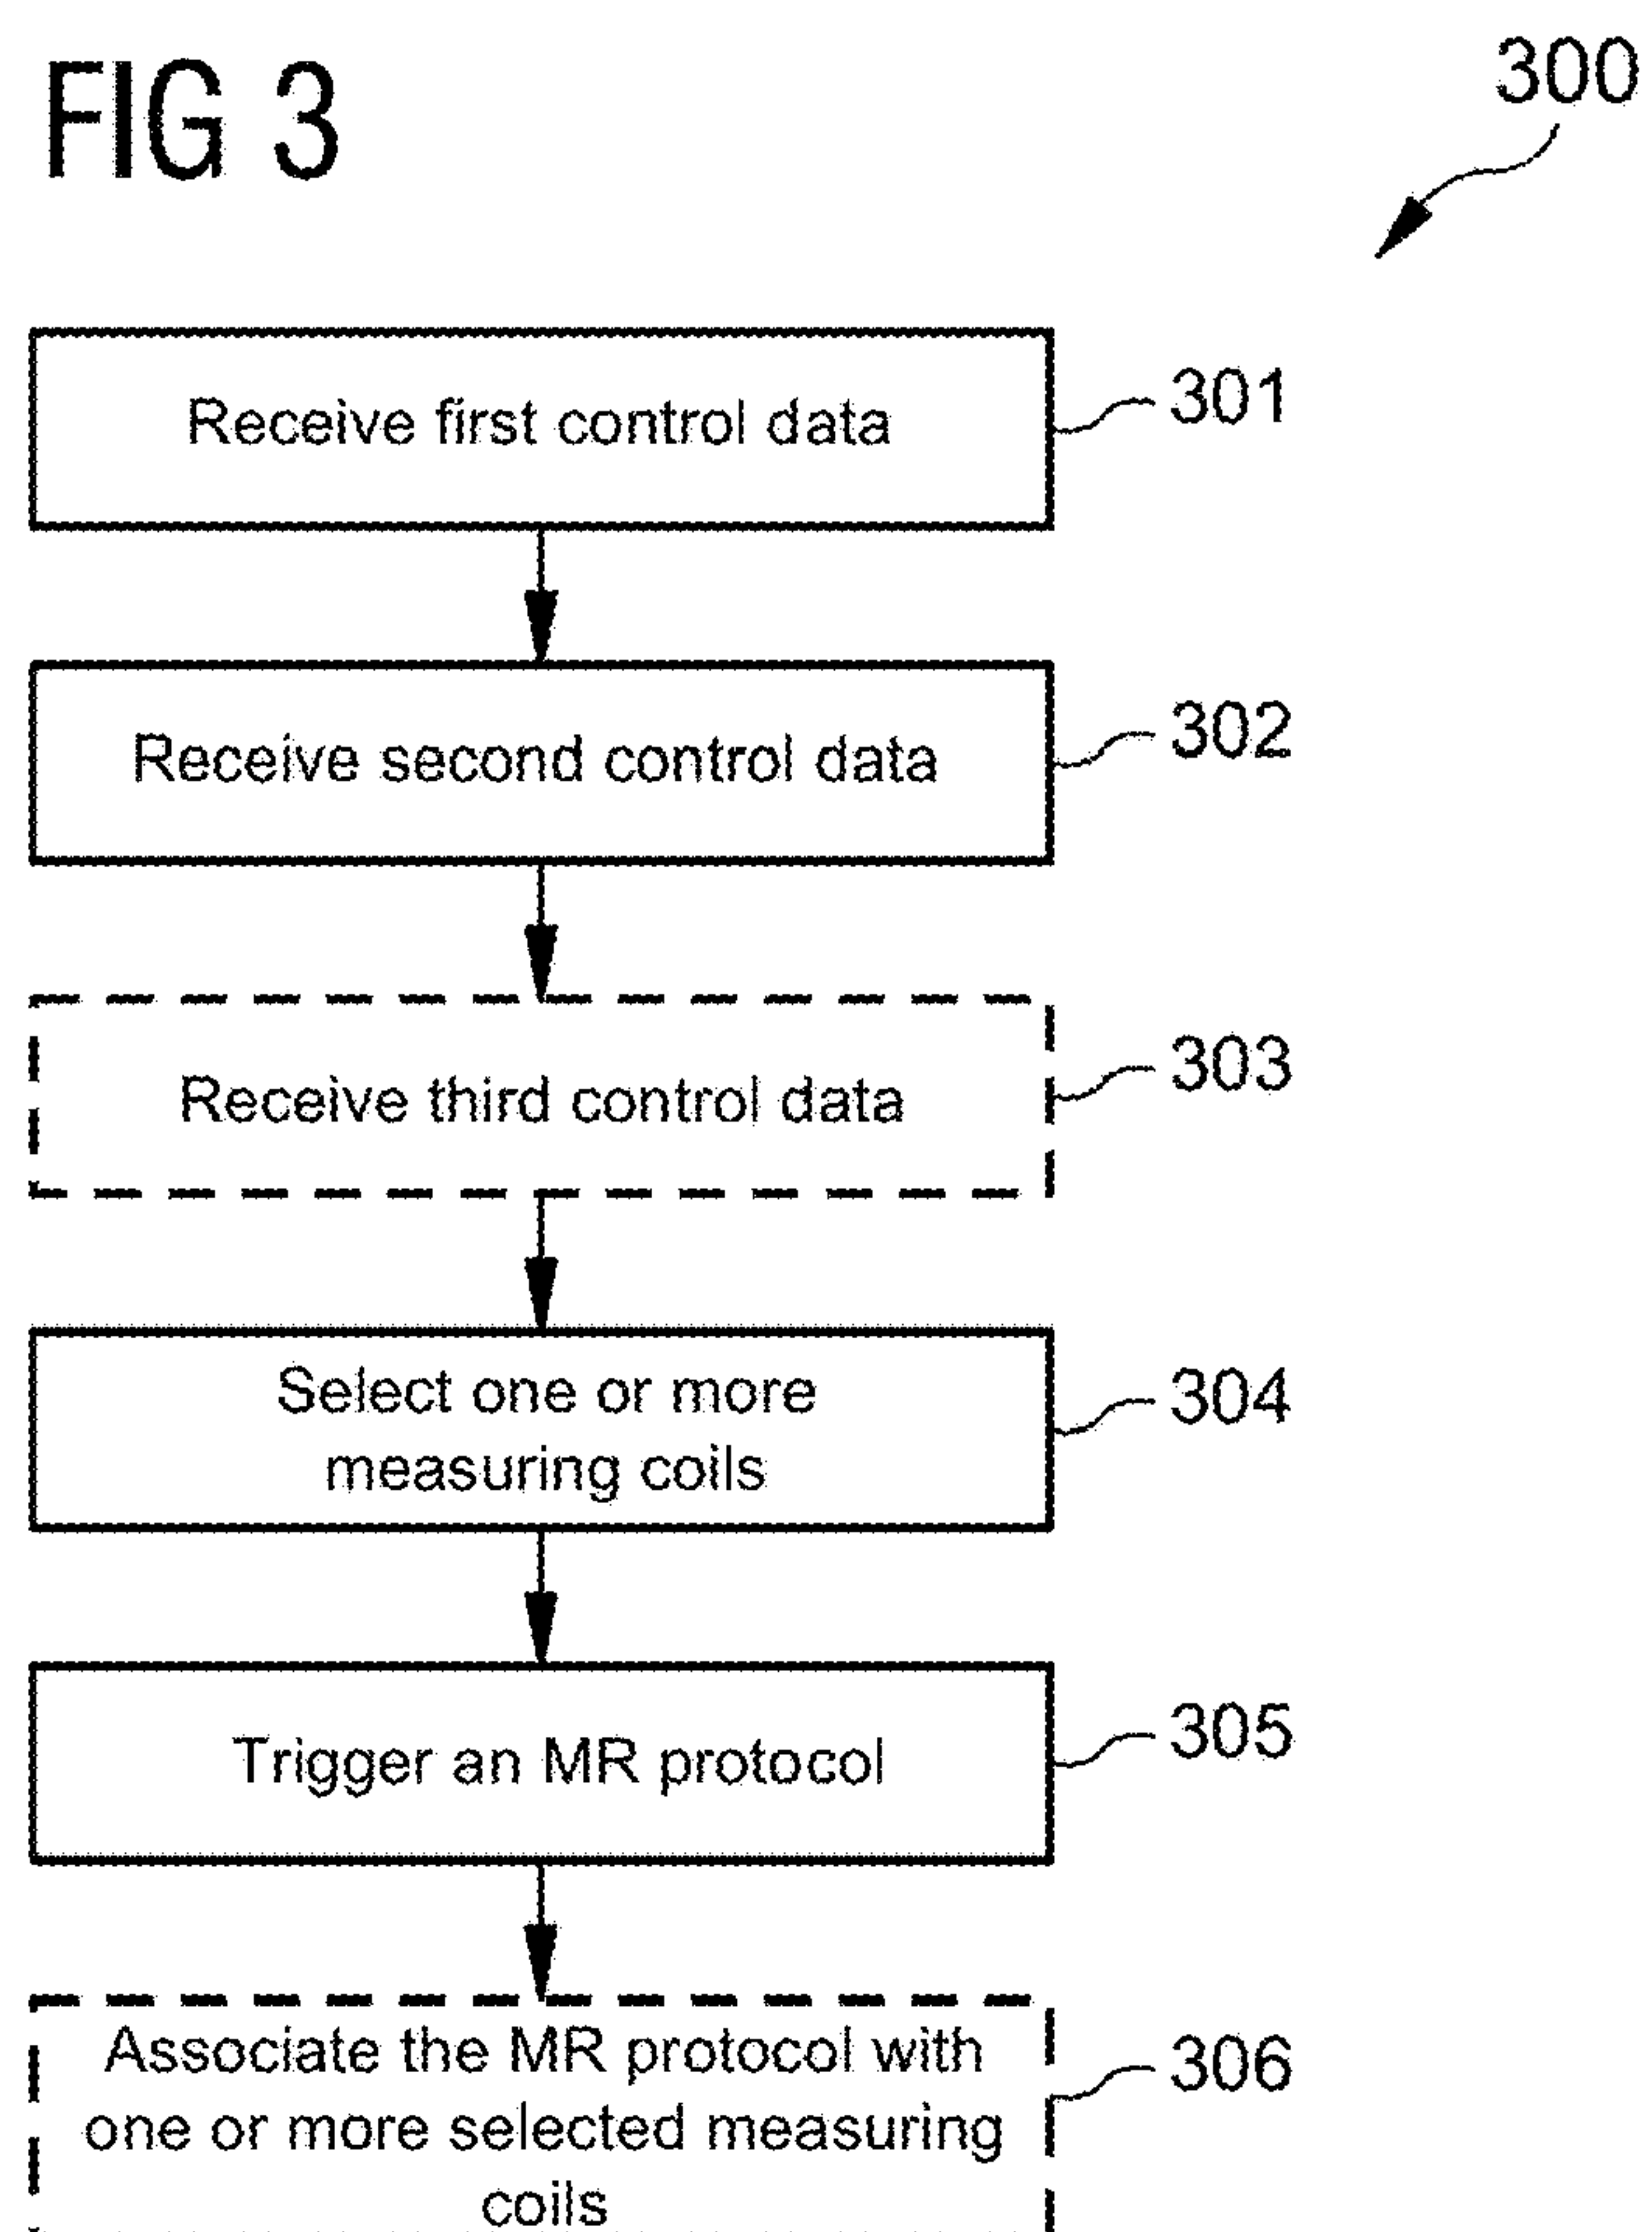 FIG 3
300
Receive first control data
301
Receive second control data
302
Receive third control data
303
Select one or more
measuring coils
304
Trigger an MR protocol
305
Associate the MR protocol with
one or more selected measuring
coils
306